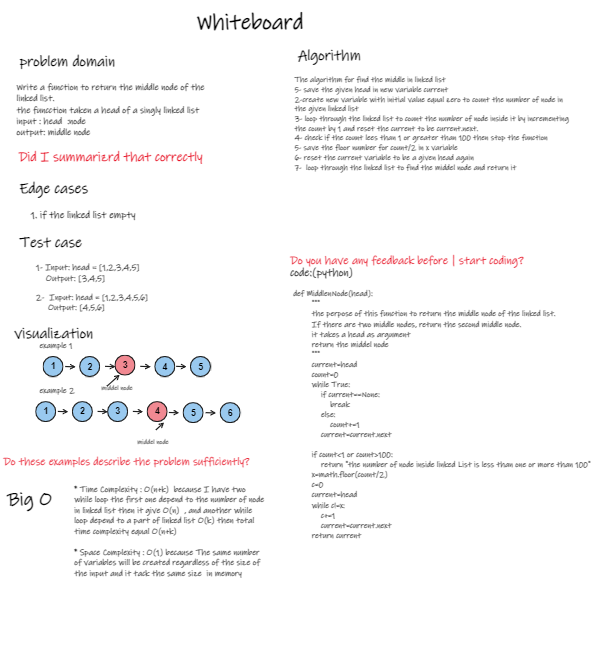 Whiteboard
problem domain
Write a function to return the middle node of the
linked list.
the funcction taken a head of a singly linked list
input : head :node
output: middle node
Did I summarizrd that correctly
Edge cases
1. if the linked list empty
Test case
1- Input: head = [1,2,3,4,5]
Output: [3,4,5]
2- Input: head = [1,2,3,4,5,6]
Output: [4,5,6]
visualization
example 1
1 2 3 4 5
middel node
example 2
1 2 3 4 5 6
middel node
Do these examples describe the problem sufficiently?
Big O
* Time Complexity : O(n+k) because I have two
while loop the first one depend to the number of node
in linked list then it give O(n) , and another while
loop depend to a part of linked list O(k) then total
time complexity equal O(n+k)
* Space Complexity : O(1) because The same number
of variables will be created regardless of the size of
the input and it tack the same size in memory
Algorithm
The algorithm for find the middle in linked list
5- save the given head in new variable current
2-create new variable with initial value equal zero to count the number of node in
the given linked list
3- loop through the linked list to count the number of node inside it by incrementing
the count by 1 and reset the current to be current.next.
4- check if the count lees than 1 or greater than 100 then stop the function
5- save the floor number for count/2 in x variable
6- reset the current variable to be a given head again
7- loop through the linked list to find the middel node and return it
Do you have any feedback before I start coding?
code:(python)
def MiddlenNode(head):
"""
the perpose of this function to return the middel node of the linked list.
If there are two middle nodes, return the second middle node.
it takes a head as argument
return the middel node
"""
current=head
count=0
while True:
if current==None:
break
else:
count+=1
current=current.next
if count<1 or count>100:
return "the number of node inside linked List is less than one or more than 100"
x=math.floor(count/2)
c=0
current=head
while c!=x:
c+=1
current=current.next
return current